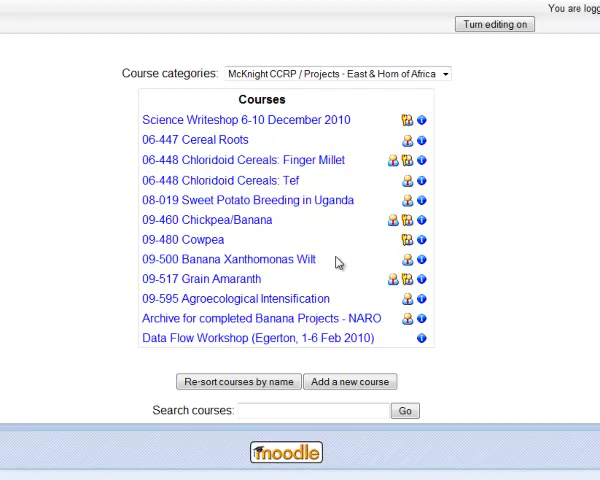 You are logg
Turn editing on
Course categories: McKnight CCRP / Projects - East & Horn of Africa
Courses
Science Writeshop 6-10 December 2010
06-447 Cereal Roots
06-448 Chloridoid Cereals: Finger Millet
06-448 Chloridoid Cereals: Tef
08-019 Sweet Potato Breeding in Uganda
09-460 Chickpea/Banana
09-480 Cowpea
09-500 Banana Xanthomonas Wilt
09-517 Grain Amaranth
09-595 Agroecological Intensification
Archive for completed Banana Projects - NARO
Data Flow Workshop (Egerton, 1-6 Feb 2010)
Re-sort courses by name Add a new course
Search courses: Go
moodle